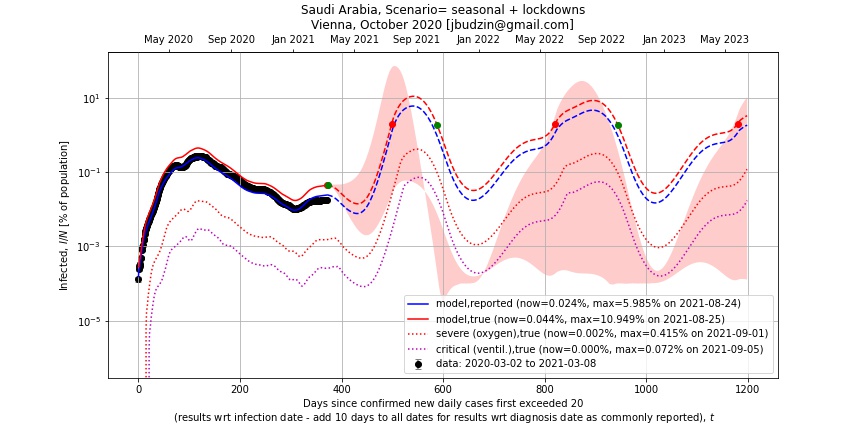 Saudi Arabia, Scenario= seasonal + lockdowns
Vienna, October 2020 [jbudzin@gmail.com]
May 2020 Sep 2020 Jan 2021 May 2021 Sep 2021 Jan 2022 May 2022 Sep 2022 Jan 2023 May 2023
Infected, I/N [% of population]
10¹
10⁻¹
10⁻³
10⁻⁵
model,reported (now=0.024%, max=5.985% on 2021-08-24)
model,true (now=0.044%, max=10.949% on 2021-08-25)
severe (oxygen),true (now=0.002%, max=0.415% on 2021-09-01)
critical (ventil.),true (now=0.000%, max=0.072% on 2021-09-05)
data: 2020-03-02 to 2021-03-08
0 200 400 600 800 1000 1200
Days since confirmed new daily cases first exceeded 20
(results wrt infection date - add 10 days to all dates for results wrt diagnosis date as commonly reported), t